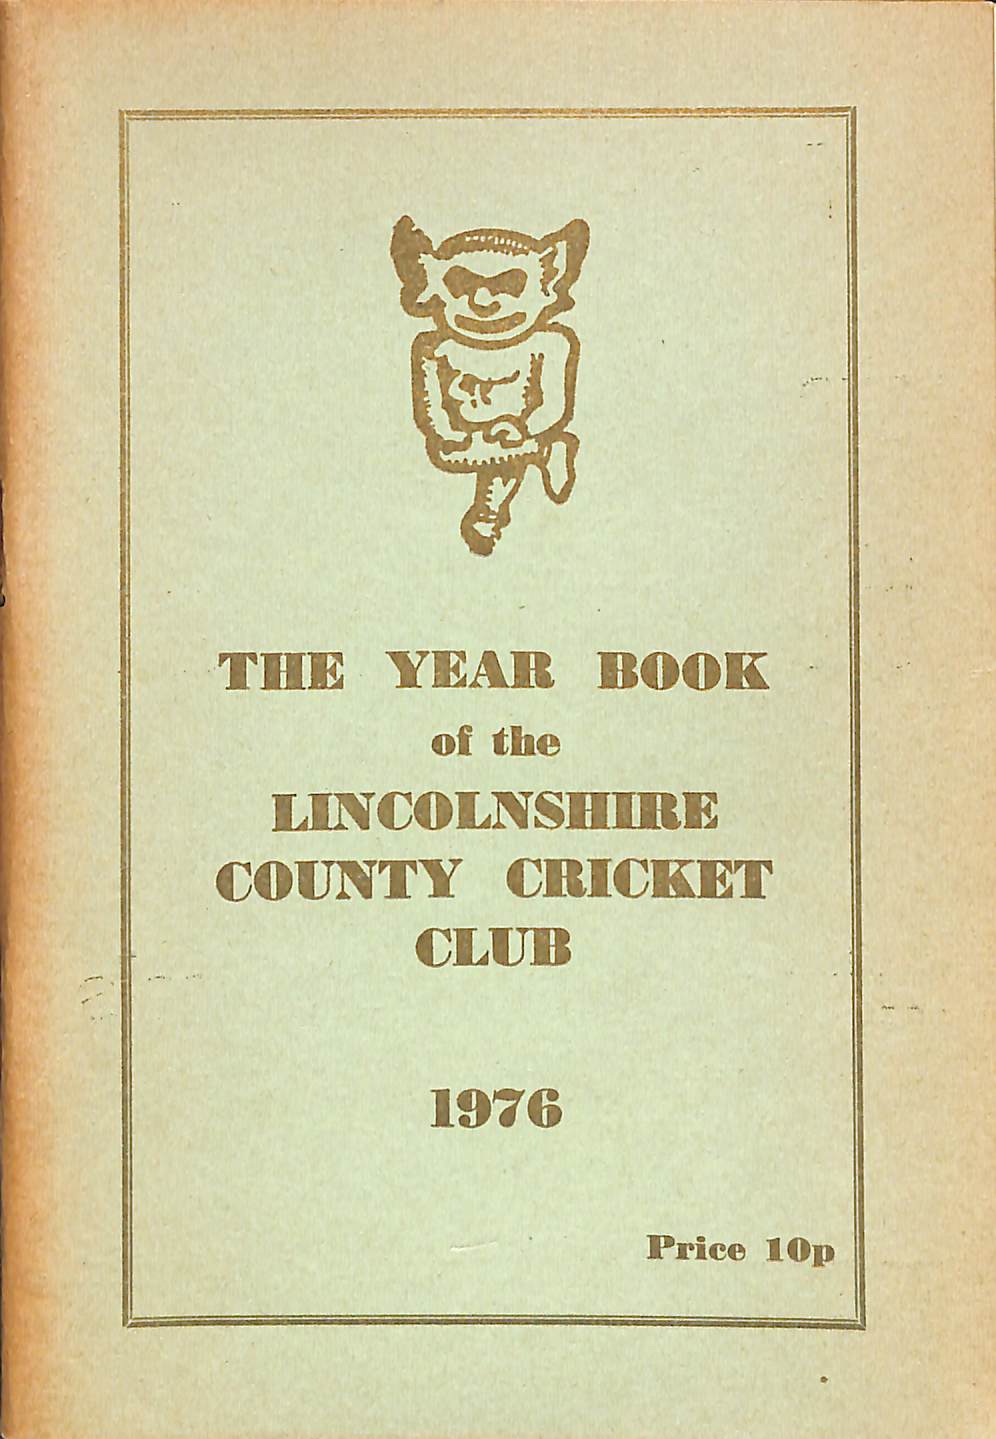 THE YEAR BOOK
of the
LINCOLNSHIRE
COUNTY CRICKET
CLUB
1976
Price 10p